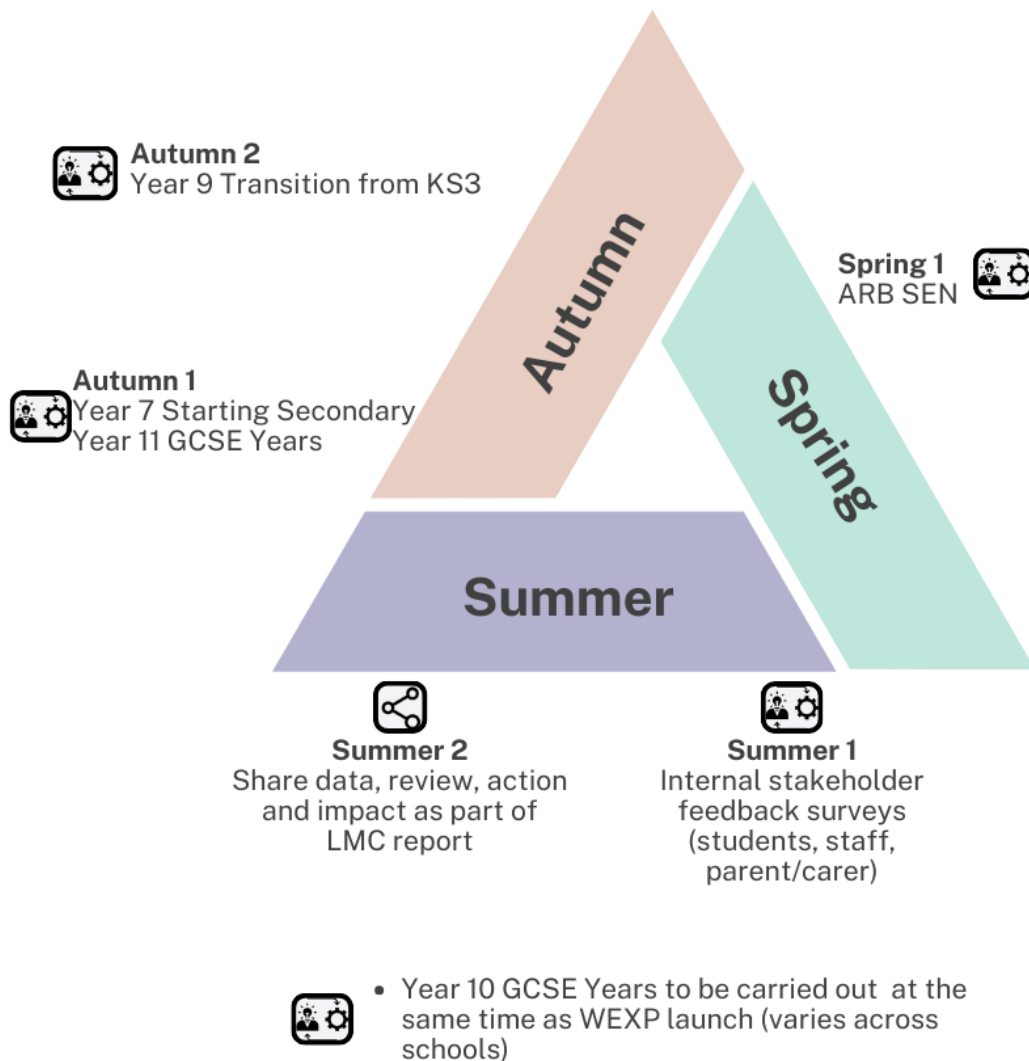 Autumn 2
Year 9 Transition from KS3
Autumn
Spring 1
ARB SEN
Autumn 1
Year 7 Starting Secondary
Year 11 GCSE Years
Spring
Summer
Summer 2
Share data, review, action
and impact as part of
LMC report
Summer 1
Internal stakeholder
feedback surveys
(students, staff,
parent/carer)
• Year 10 GCSE Years to be carried out at the
same time as WEXP launch (varies across
schools)